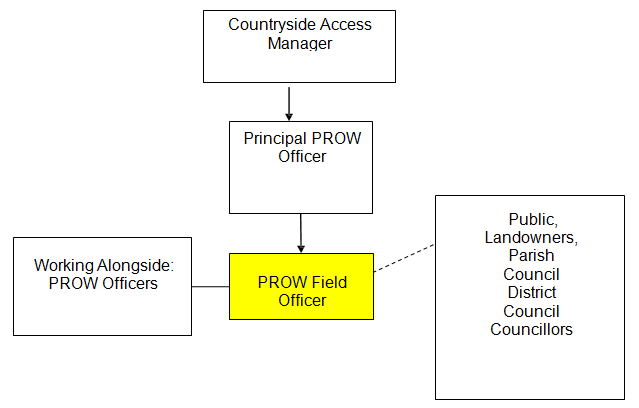 Countryside Access
Manager
Principal PROW
Officer
Working Alongside:
PROW Officers
PROW Field
Officer
Public,
Landowners,
Parish
Council
District
Council
Councillors